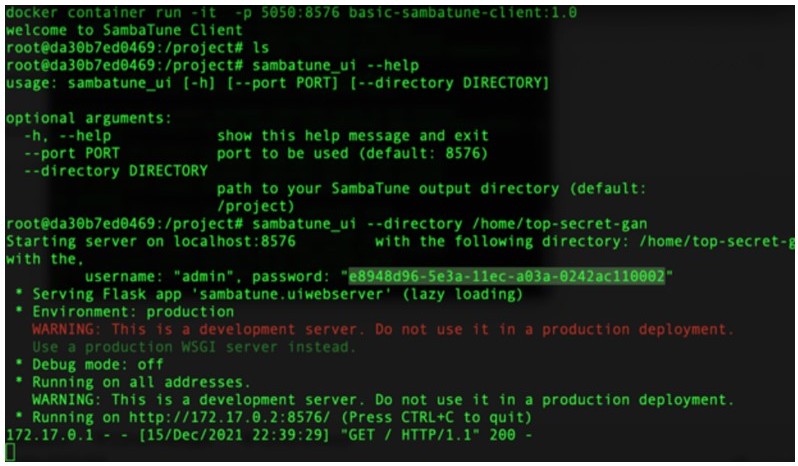 docker container run -it  -p 5050:8576 basic-sambatune-client:1.0
welcome to SambaTune Client
root@da30b7ed0469:/project# ls
root@da30b7ed0469:/project# sambatune_ui --help
usage: sambatune_ui [-h] [--port PORT] [--directory DIRECTORY]
optional arguments:
-h, --help            show this help message and exit
--port PORT           port to be used (default: 8576)
--directory DIRECTORY
path to your SambaTune output directory (default:
/project)
root@da30b7ed0469:/project# sambatune_ui --directory /home/top-secret-gan
Starting server on localhost:8576         with the following directory: /home/top-secret-g
with the,
username: "admin", password: "e8948d96-5e3a-11ec-a03a-0242ac110002"
* Serving Flask app 'sambatune.uiwebserver' (lazy loading)
* Environment: production
WARNING: This is a development server. Do not use it in a production deployment.
Use a production WSGI server instead.
* Debug mode: off
* Running on all addresses.
WARNING: This is a development server. Do not use it in a production deployment.
* Running on http://172.17.0.2:8576/ (Press CTRL+C to quit)
172.17.0.1 - - [15/Dec/2021 22:39:29] "GET / HTTP/1.1" 200 -